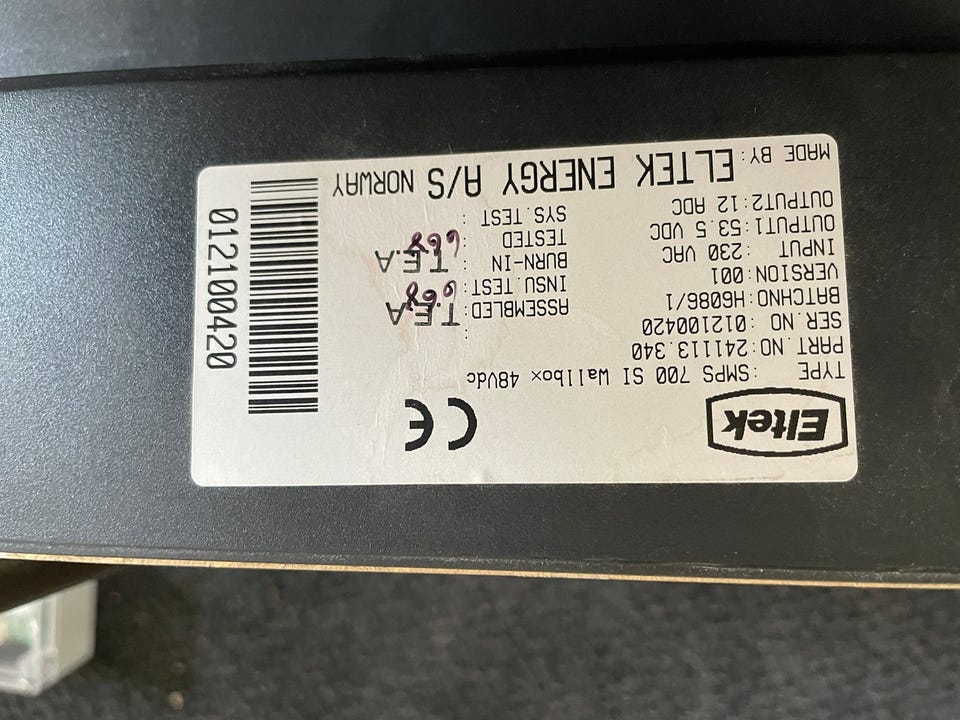 Eltek
CE
TYPE :SMPS 700 SI Wallbox 48Vdc
PART.NO:241113.340
SER.NO :012100420
BATCHNO:H6086/1
VERSION:001
INPUT :230 VAC
OUTPUT1:53.5 VDC
OUTPUT2:12 ADC
MADE BY:ELTEK ENERGY A/S NORWAY
ASSEMBLED: T.E.A
INSU.TEST: 668
BURN-IN : T.E.A
TESTED : 668
SYS.TEST :
012100420